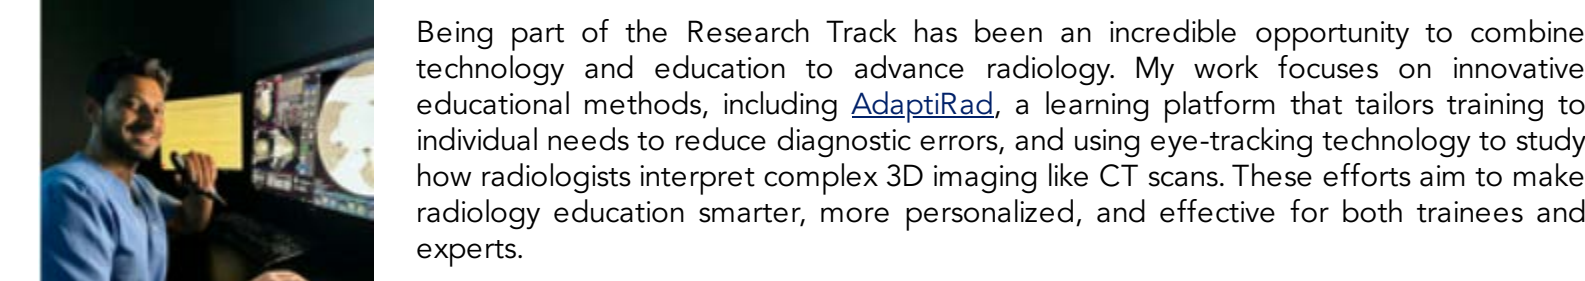 Being part of the Research Track has been an incredible opportunity to combine
technology and education to advance radiology. My work focuses on innovative
educational methods, including AdaptiRad, a learning platform that tailors training to
individual needs to reduce diagnostic errors, and using eye-tracking technology to study
how radiologists interpret complex 3D imaging like CT scans. These efforts aim to make
radiology education smarter, more personalized, and effective for both trainees and
experts.